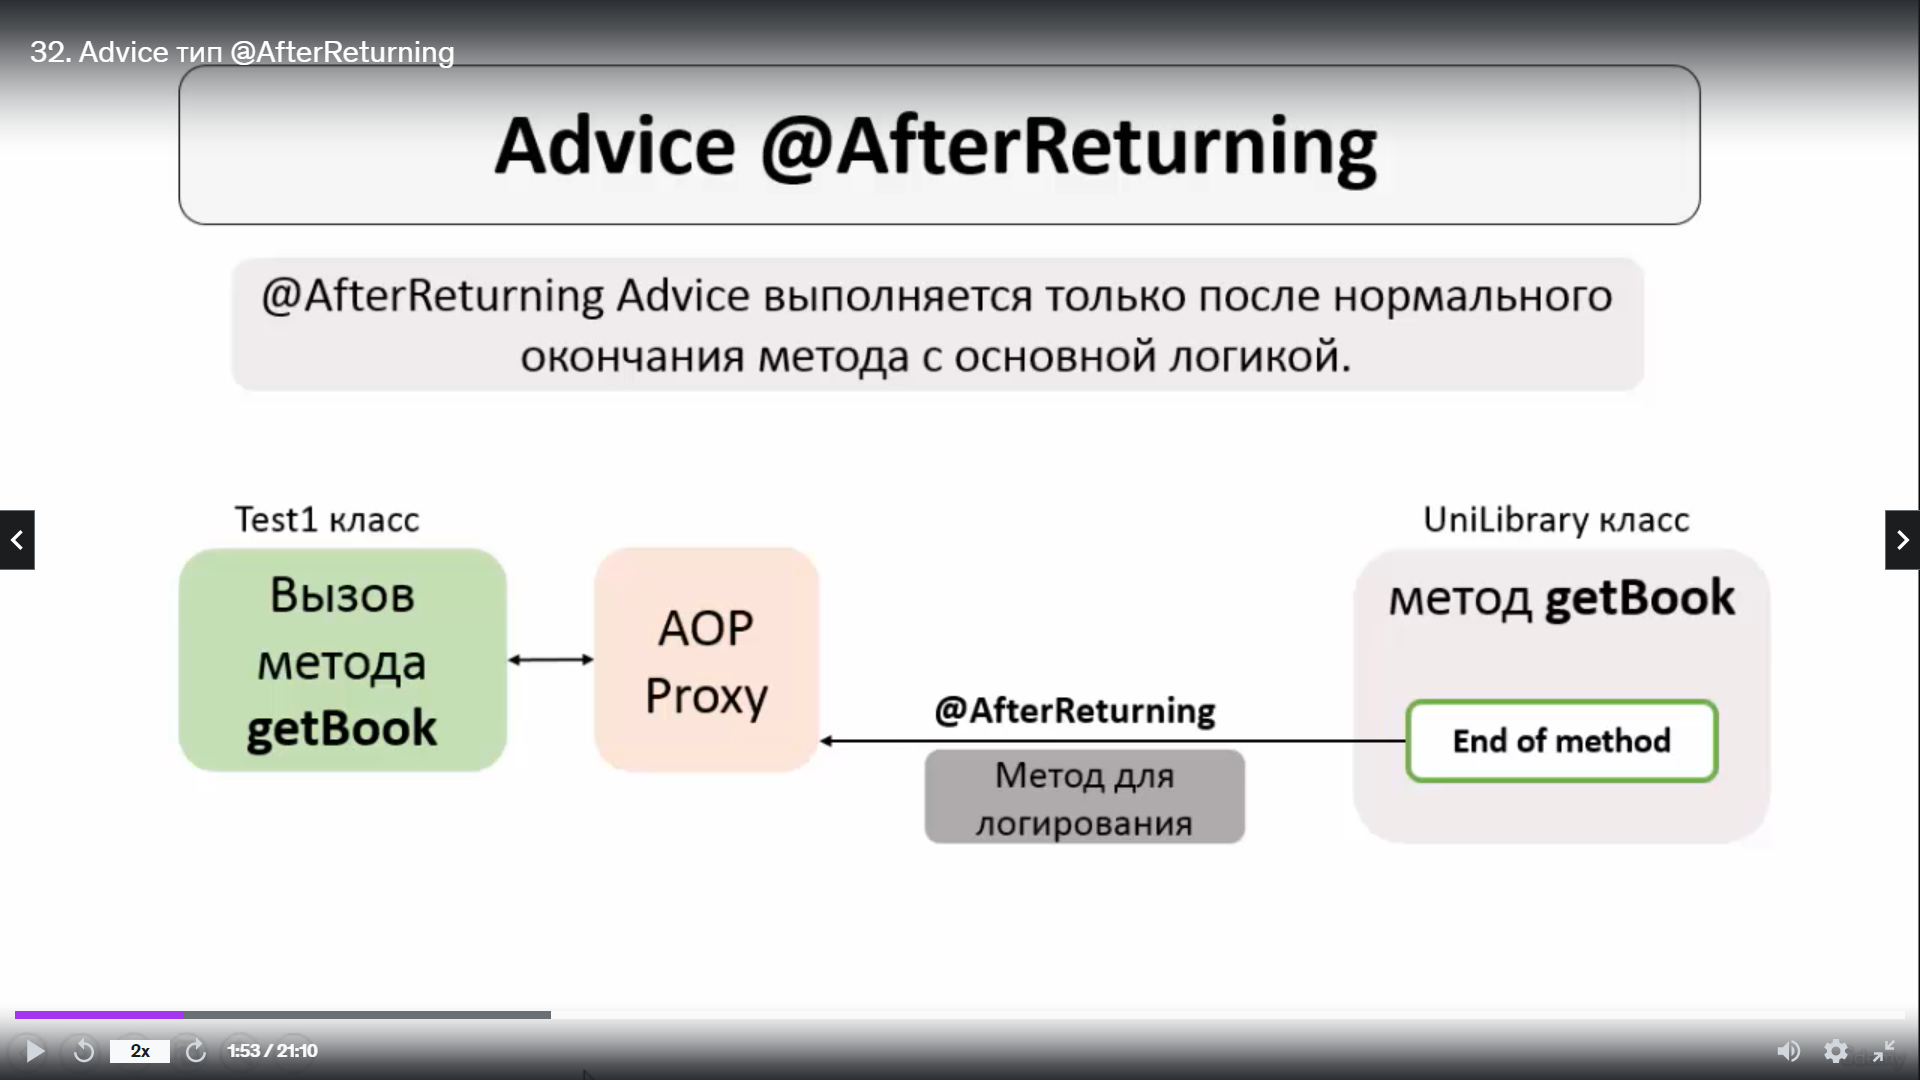 32. Advice тип @AfterReturning
Advice @AfterReturning
@AfterReturning Advice выполняется только после нормального
окончания метода с основной логикой.
Test1 класс
Вызов
метода
getBook
AOP
Proxy
@AfterReturning
Метод для
логирования
UniLibrary класс
метод getBook
End of method
2x
1:53 / 21:10